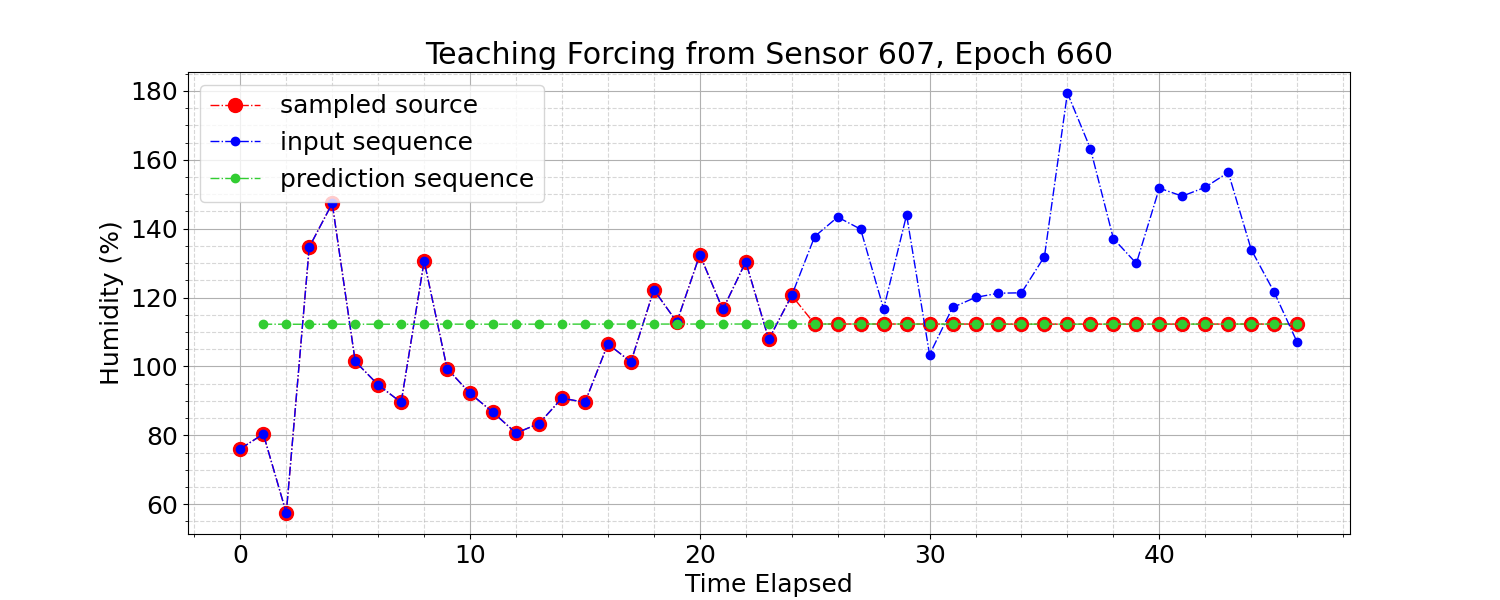 Teaching Forcing from Sensor 607, Epoch 660
sampled source
input sequence
prediction sequence
Humidity (%)
180
160
140
120
100
80
60
0 10 20 30 40
Time Elapsed